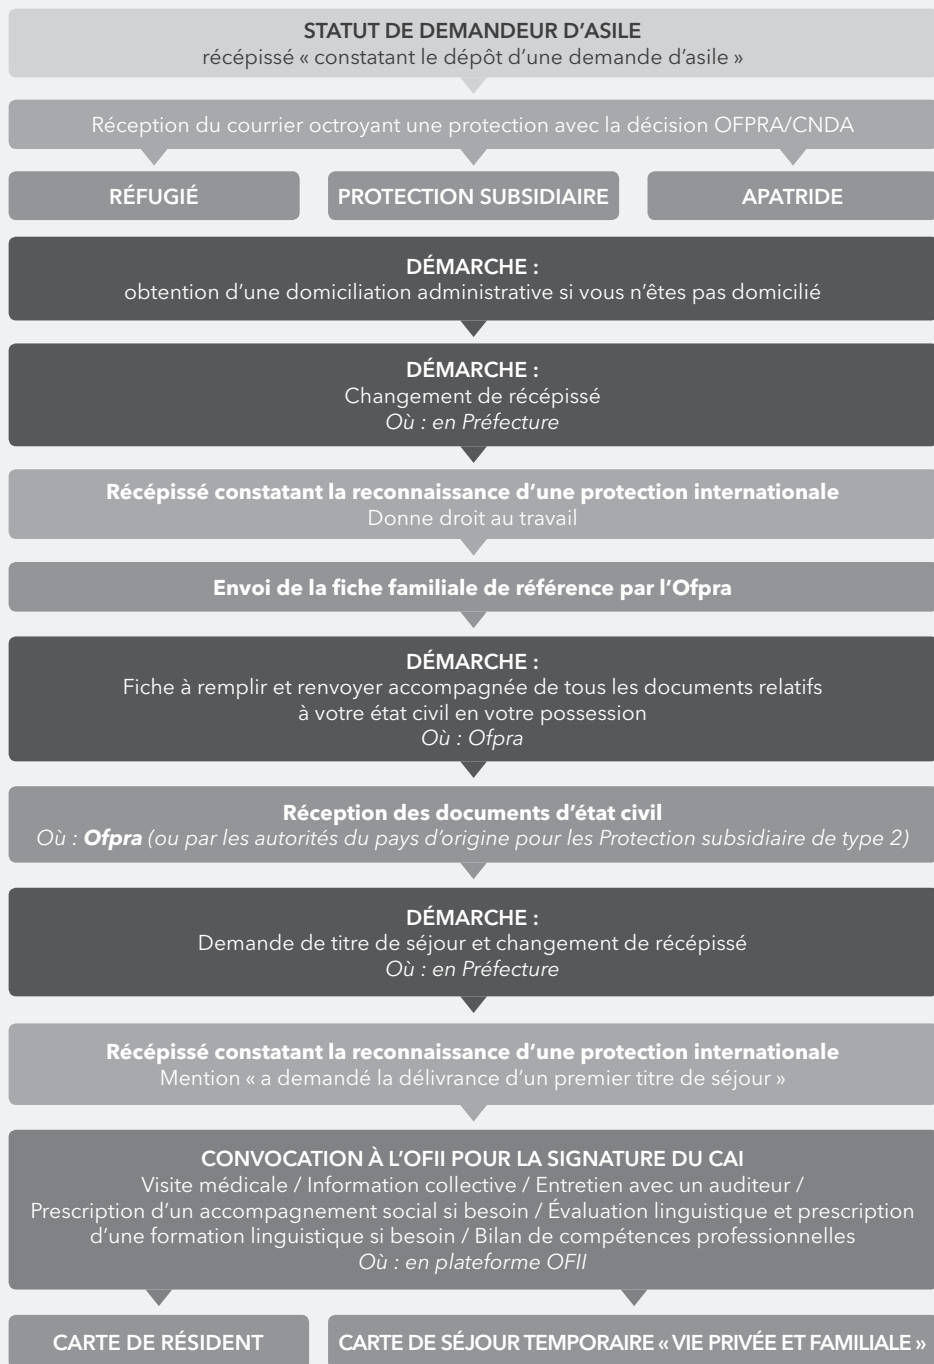 STATUT DE DEMANDEUR D’ASILE
récépissé « constatant le dépôt d’une demande d’asile »
Réception du courrier octroyant une protection avec la décision OFPRA/CNDA
RÉFUGIÉ
PROTECTION SUBSIDIAIRE
APATRIDE
DÉMARCHE :
obtention d’une domiciliation administrative si vous n’êtes pas domicilié
DÉMARCHE :
Changement de récépissé
Où : en Préfecture
Récépissé constatant la reconnaissance d’une protection internationale
Donne droit au travail
Envoi de la fiche familiale de référence par l’Ofpra
DÉMARCHE :
Fiche à remplir et renvoyer accompagnée de tous les documents relatifs
à votre état civil en votre possession
Où : Ofpra
Réception des documents d’état civil
Où : Ofpra (ou par les autorités du pays d’origine pour les Protection subsidiaire de type 2)
DÉMARCHE :
Demande de titre de séjour et changement de récépissé
Où : en Préfecture
Récépissé constatant la reconnaissance d’une protection internationale
Mention « a demandé la délivrance d’un premier titre de séjour »
CONVOCATION À L’OFII POUR LA SIGNATURE DU CAI
Visite médicale / Information collective / Entretien avec un auditeur /
Prescription d’un accompagnement social si besoin / Évaluation linguistique et prescription
d’une formation linguistique si besoin / Bilan de compétences professionnelles
Où : en plateforme OFII
CARTE DE RÉSIDENT
CARTE DE SÉJOUR TEMPORAIRE « VIE PRIVÉE ET FAMILIALE »